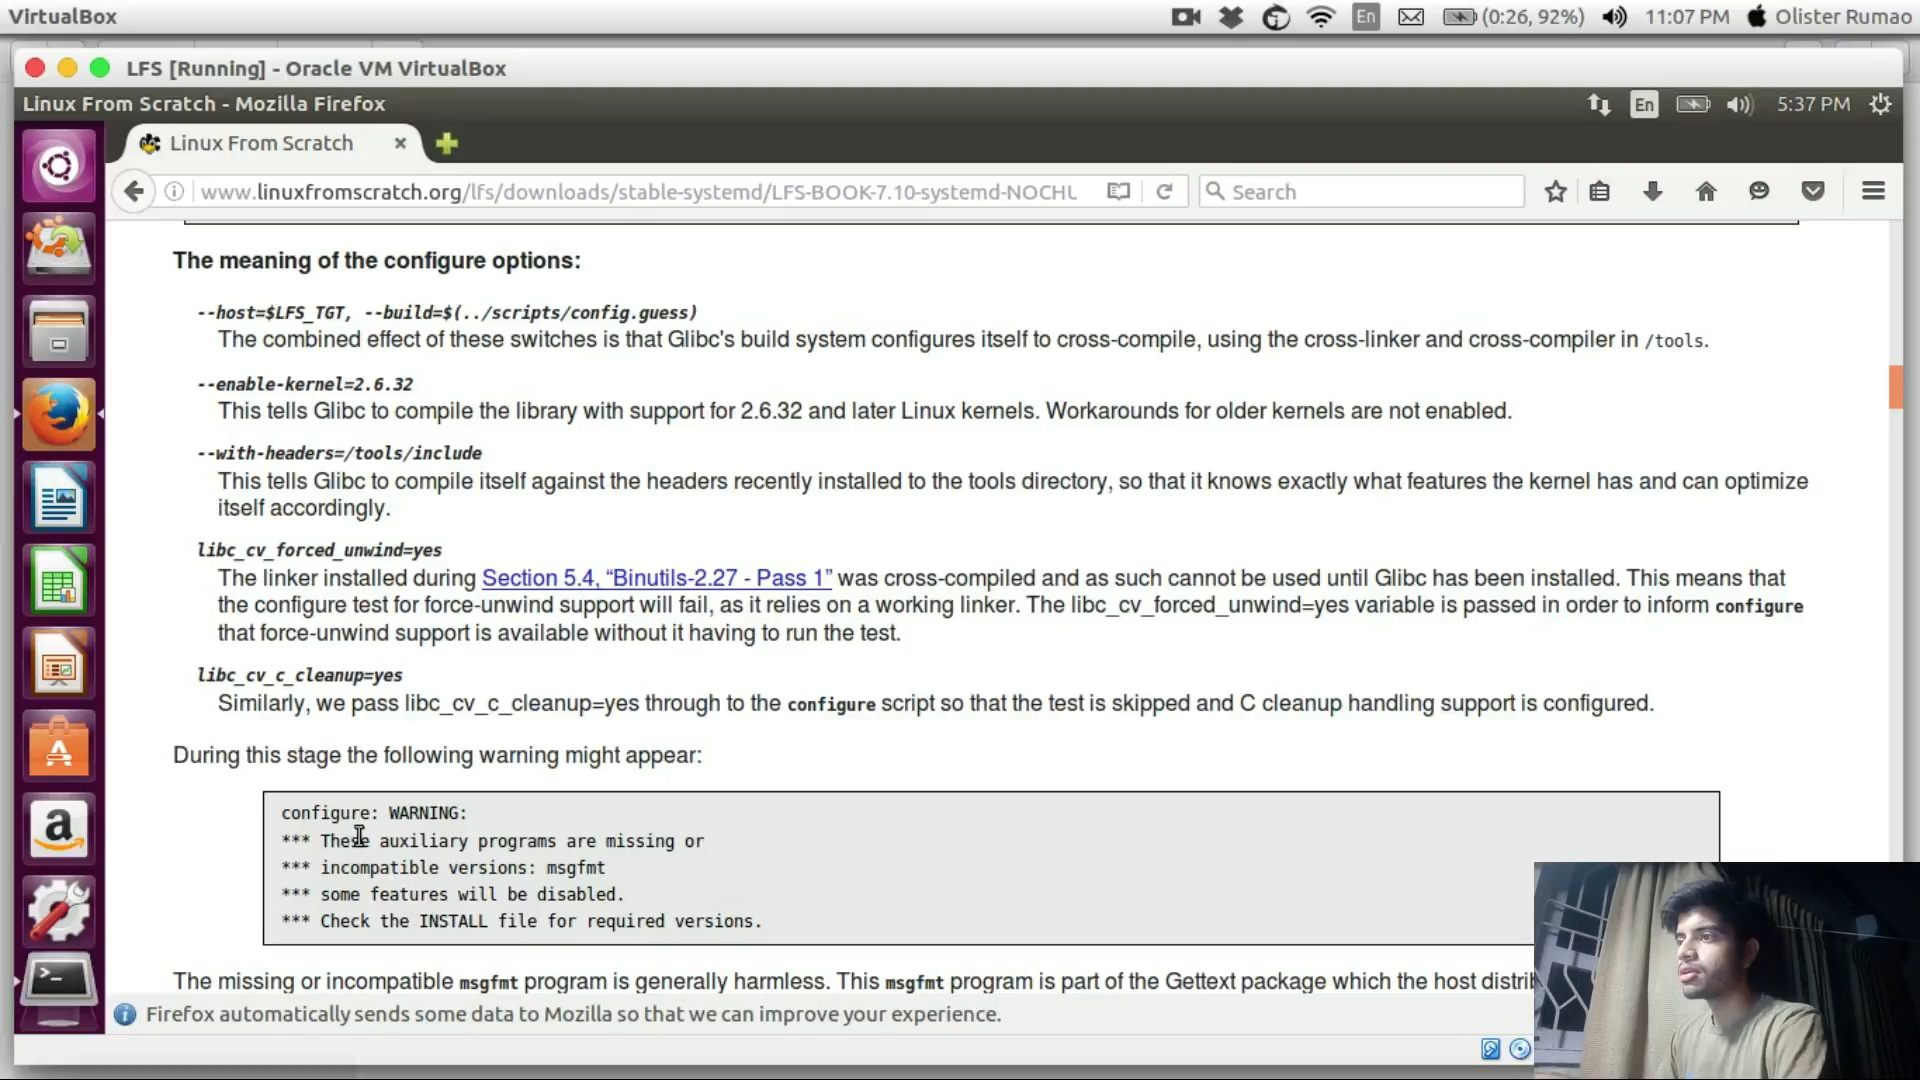 VirtualBox
En
(0:26, 92%)
11:07 PM
Olister Rumao
LFS [Running] - Oracle VM VirtualBox
Linux From Scratch - Mozilla Firefox
En
5:37 PM
Linux From Scratch
www.linuxfromscratch.org/lfs/downloads/stable-systemd/LFS-BOOK-7.10-systemd-NOCHU
Search
The meaning of the configure options:
--host=$LFS_TGT, --build=$(../scripts/config.guess)
The combined effect of these switches is that Glibc's build system configures itself to cross-compile, using the cross-linker and cross-compiler in /tools.
--enable-kernel=2.6.32
This tells Glibc to compile the library with support for 2.6.32 and later Linux kernels. Workarounds for older kernels are not enabled.
--with-headers=/tools/include
This tells Glibc to compile itself against the headers recently installed to the tools directory, so that it knows exactly what features the kernel has and can optimize
itself accordingly.
libc_cv_forced_unwind=yes
The linker installed during Section 5.4, “Binutils-2.27 - Pass 1” was cross-compiled and as such cannot be used until Glibc has been installed. This means that
the configure test for force-unwind support will fail, as it relies on a working linker. The libc_cv_forced_unwind=yes variable is passed in order to inform configure
that force-unwind support is available without it having to run the test.
libc_cv_c_cleanup=yes
Similarly, we pass libc_cv_c_cleanup=yes through to the configure script so that the test is skipped and C cleanup handling support is configured.
During this stage the following warning might appear:
configure: WARNING:
*** These auxiliary programs are missing or
*** incompatible versions: msgfmt
*** some features will be disabled.
*** Check the INSTALL file for required versions.
The missing or incompatible msgfmt program is generally harmless. This msgfmt program is part of the Gettext package which the host distri
Firefox automatically sends some data to Mozilla so that we can improve your experience.